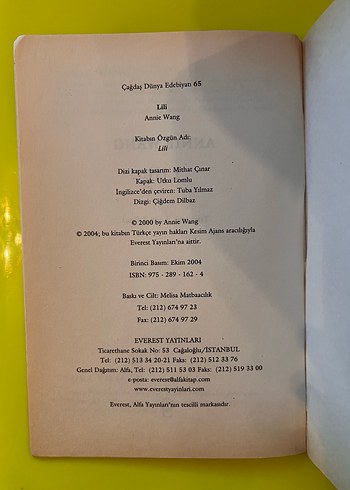 Çağdaş Dünya Edebiyatı 65
Lili
Annie Wang
Kitabın Özgün Adı:
Lili
Dizi kapak tasarım: Mithat Çınar
Kapak: Utku Lomlu
İngilizce'den çeviren: Tuba Yılmaz
Dizgi: Çiğdem Dilbaz
© 2000 by Annie Wang
© 2004; bu kitabın Türkçe yayın hakları Kesim Ajans aracılığıyla
Everest Yayınları'na aittir.
Birinci Basım: Ekim 2004
ISBN: 975 - 289 - 162 - 4
Baskı ve Cilt: Melisa Matbaacılık
Tel: (212) 674 97 23
Fax: (212) 674 97 29
EVEREST YAYINLARI
Ticarethane Sokak No: 53 Cağaloğlu/İSTANBUL
Tel: (212) 513 34 20-21 Faks: (212) 512 33 76
Genel Dağıtım: Alfa, Tel: (212) 511 53 03 Faks: (212) 519 33 00
e-posta: everest@alfakitap.com
www.everestyayinlari.com
Everest, Alfa Yayınları'nın tescilli markasıdır.